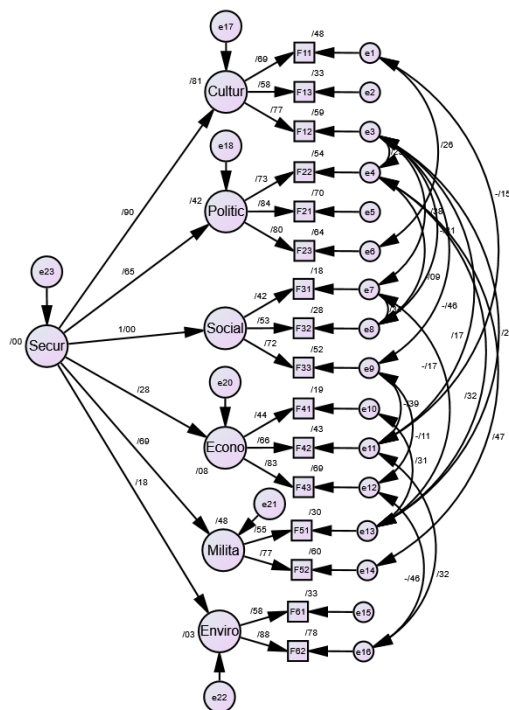 e17
/48
/69
F11
e1
/81
/33
Cultur
/58
F13
e2
/77
/59
F12
e3
e18
/54
/26
/73
F22
e4
/15
/90
/42
/70
Politic
/84
F21
e5
/80
/64
F23
e6
/65
e23
/18
/42
F31
e7
/09
/00
Secur
1/00
Social
/28
/53
F32
e8
-/46
/17
/72
/52
F33
e9
-/17
e20
/19
/28
/44
F41
e10
-/39
/32
/43
-/11
Econo
/66
F42
e11
/47
/69
/08
/83
/69
F43
e12
/31
/18
e21
/48
/55
/30
F51
e13
Milita
/60
/77
F52
e14
-/46
/32
/33
/58
F61
e15
/03
Enviro
/78
/88
F62
e16
e22